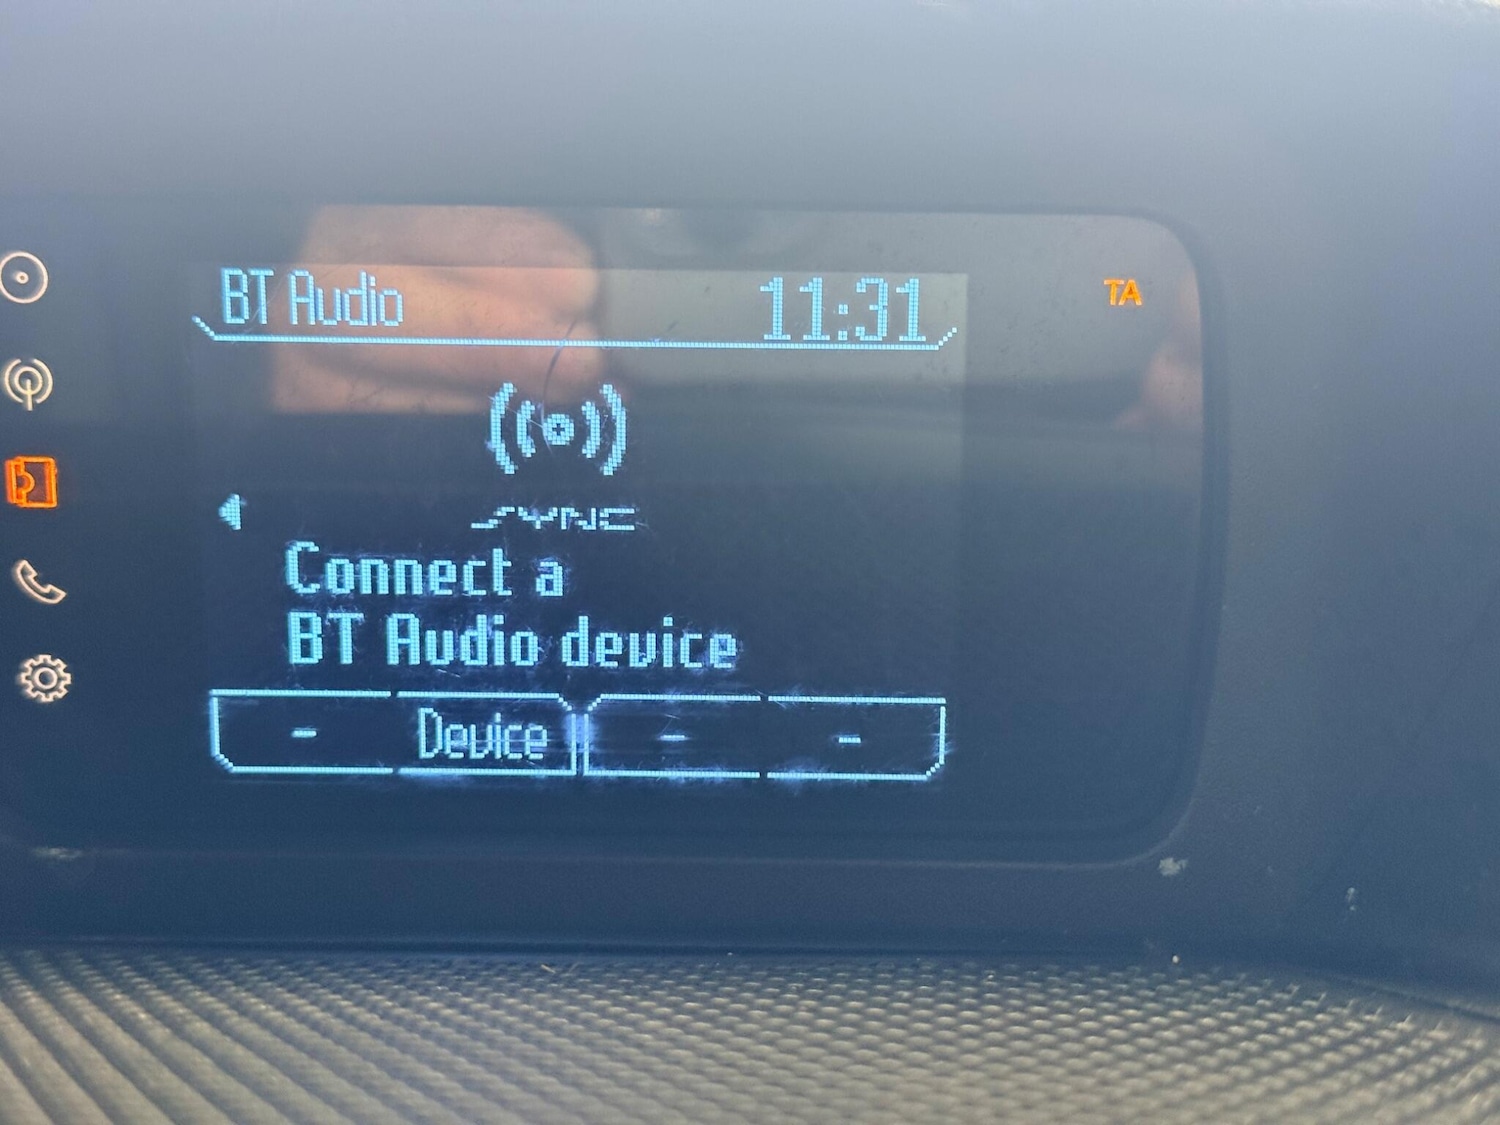 BT Audio 11:31
TA
SYNC
Connect a
BT Audio device
- Device - -